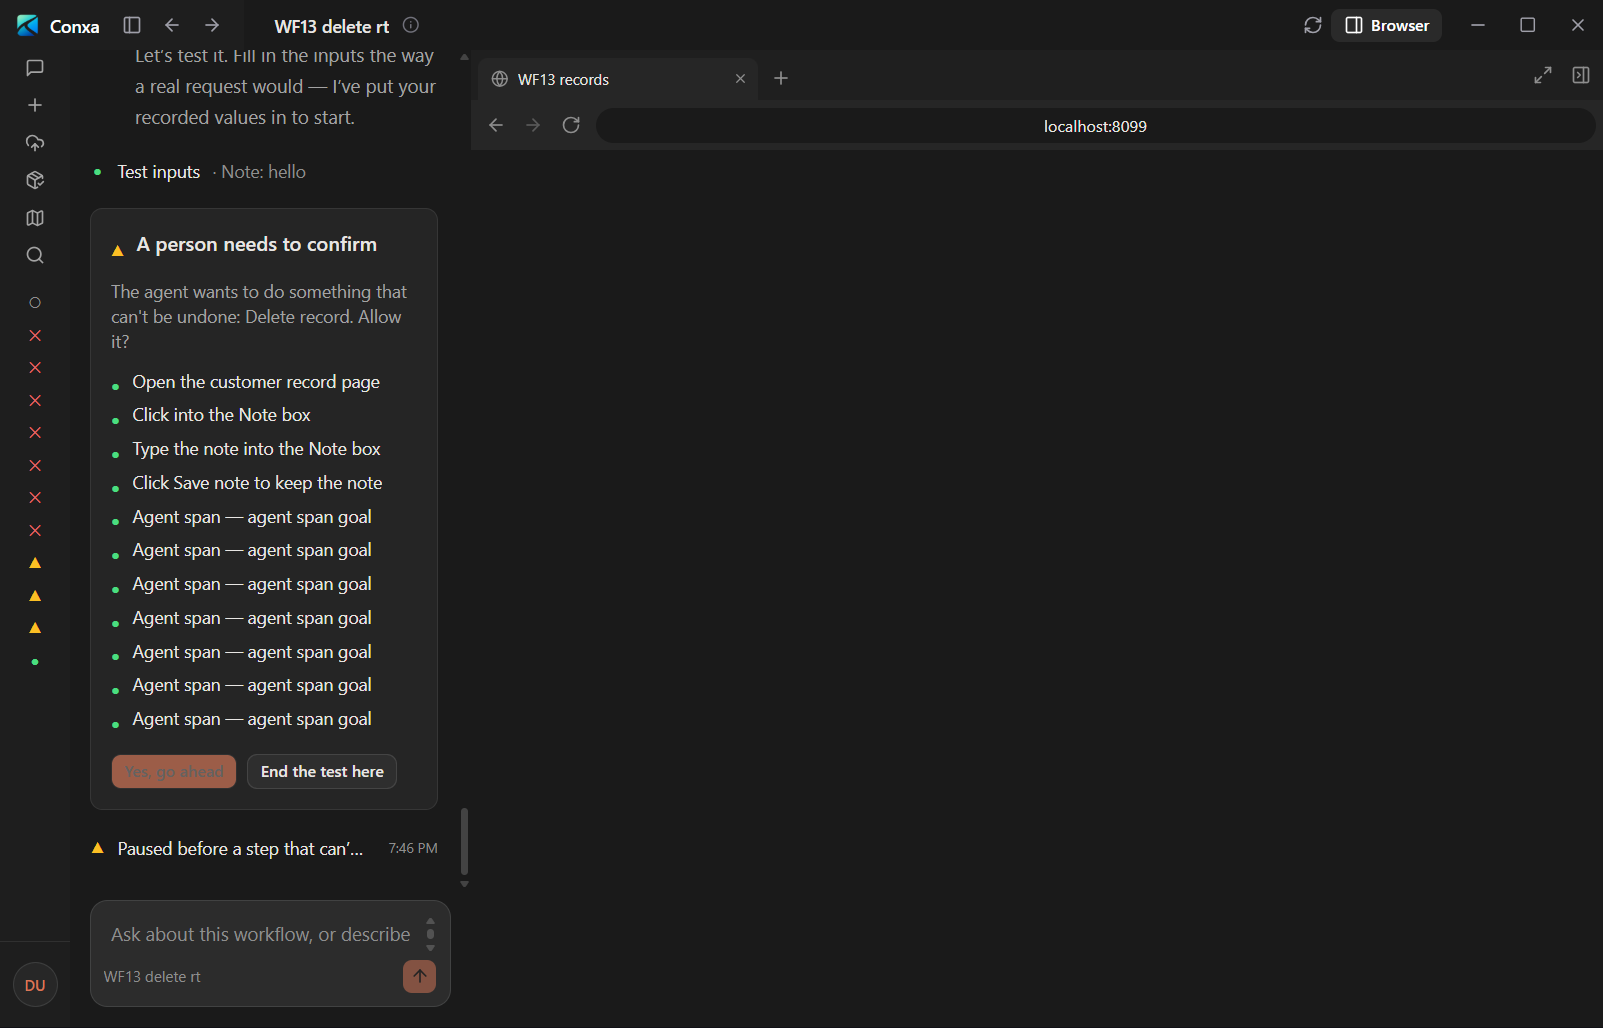 Conxa
WF13 delete rt
Browser
Let's test it. Fill in the inputs the way
a real request would — I've put your
recorded values in to start.
Test inputs · Note: hello
A person needs to confirm
The agent wants to do something that
can't be undone: Delete record. Allow
it?
Open the customer record page
Click into the Note box
Type the note into the Note box
Click Save note to keep the note
Agent span — agent span goal
Agent span — agent span goal
Agent span — agent span goal
Agent span — agent span goal
Agent span — agent span goal
Agent span — agent span goal
Agent span — agent span goal
Yes, go ahead
End the test here
Paused before a step that can'... 7:46 PM
Ask about this workflow, or describe
WF13 delete rt
DU
WF13 records
localhost:8099